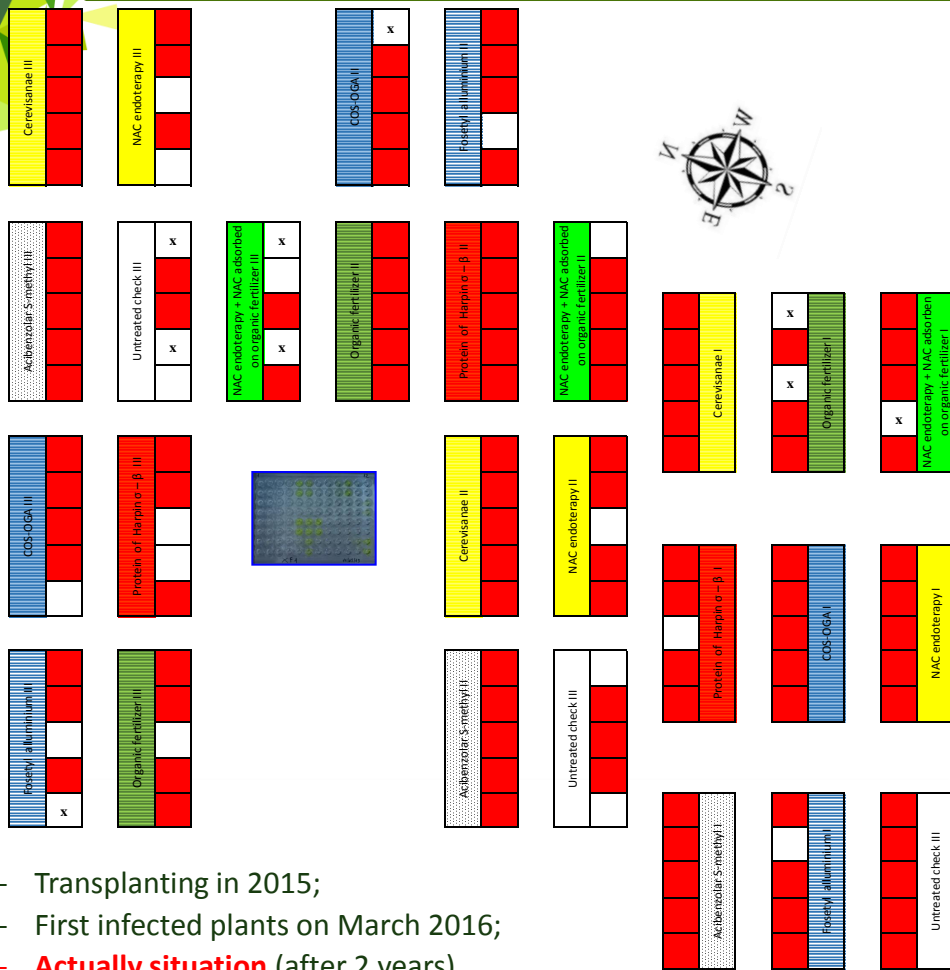 Cerevisanae III
NAC endoterapy III
x
COS-OGA II
Fosetyl alluminium II
N
W
S
E
Acibenzolar S-methyl III
Untreated check III
x
x
NAC endoterapy + NAC adsorbed
on organic fertilizer III
x
x
Organic fertilizer II
Protein of Harpin α – β II
NAC endoterapy + NAC adsorbed
on organic fertilizer II
Cerevisanae I
x
x
Organic fertilizer I
x
NAC endoterapy + NAC adsorben
on organic fertilizer I
COS-OGA III
Protein of Harpin α – β III
Cerevisanae II
NAC endoterapy II
Protein of Harpin α – β I
COS-OGA I
NAC endoterapy I
Fosetyl alluminium III
x
Organic fertilizer III
Acibenzolar S-methyl II
Untreated check III
Acibenzolar S-methyl I
Fosetyl alluminium I
Untreated check III
- Transplanting in 2015;
- First infected plants on March 2016;
- Actually situation (after 2 years)